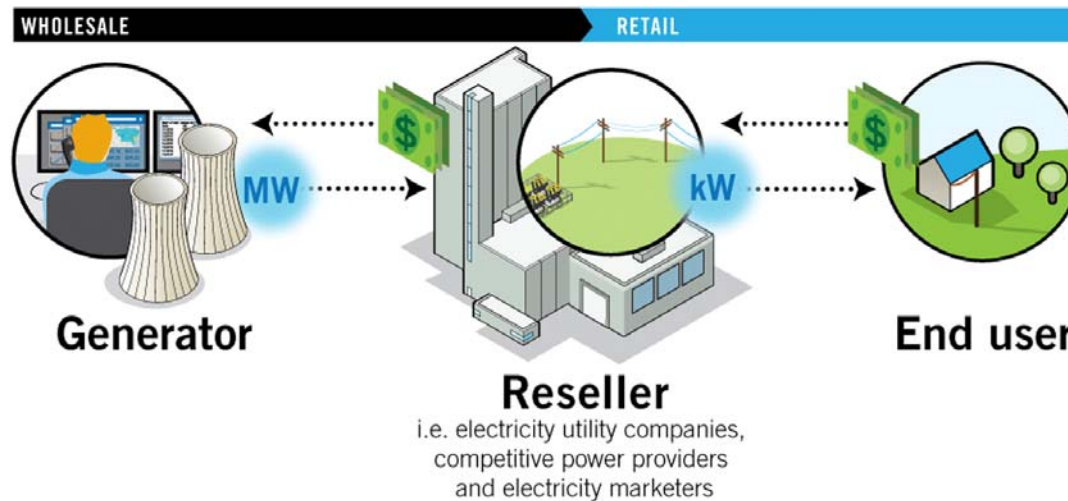 WHOLESALE
RETAIL
$
$
MW
kW
Generator
End user
Reseller
i.e. electricity utility companies,
competitive power providers
and electricity marketers